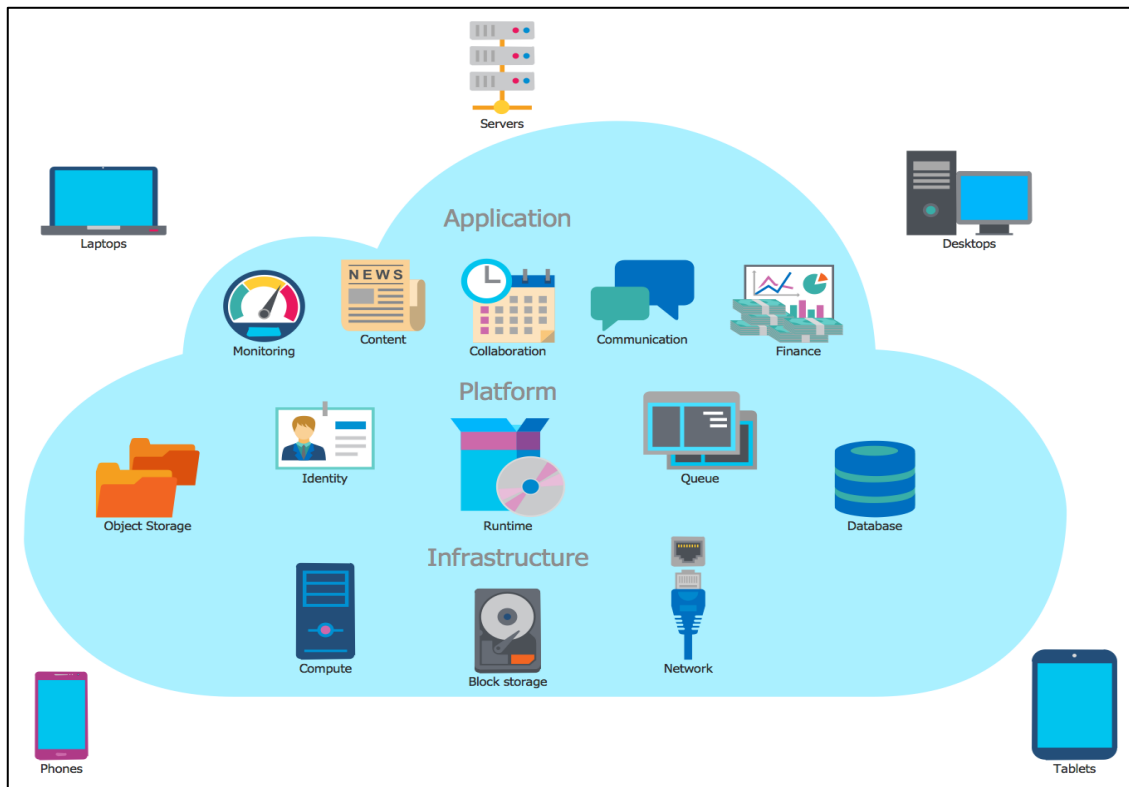 Servers
Laptops
Desktops
Application
NEWS
Monitoring
Content
Collaboration
Communication
Finance
Platform
Object Storage
Identity
Runtime
Queue
Database
Infrastructure
Compute
Block storage
Network
Phones
Tablets